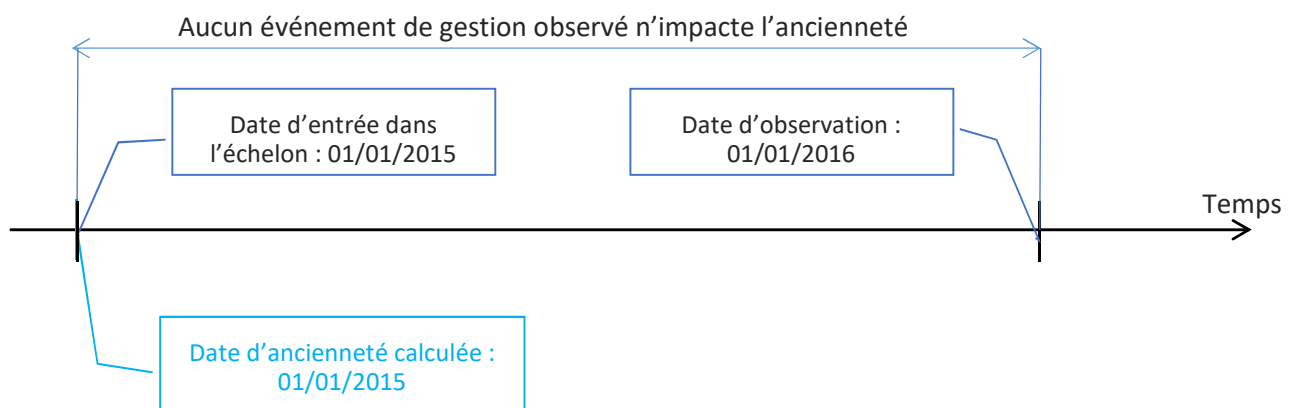 Aucun événement de gestion observé n’impacte l’ancienneté
Date d’entrée dans
l’échelon : 01/01/2015
Date d’observation :
01/01/2016
Temps
Date d’ancienneté calculée :
01/01/2015